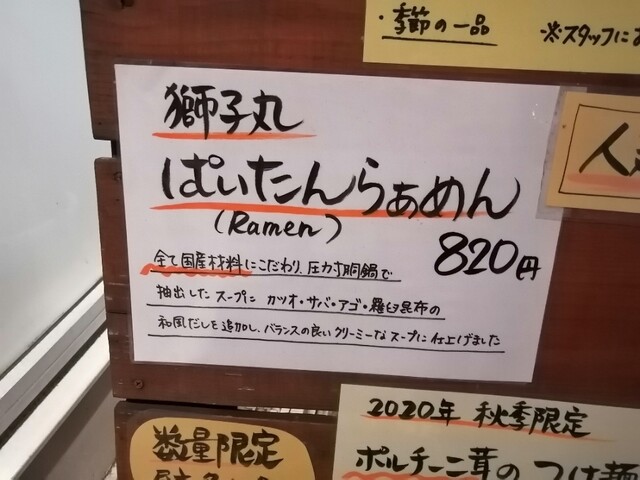 ・季節の一品
※スタッフにお
獅子丸
ぱいたんらぁめん
(Ramen)
820円
全て国産材料にこだわり、圧力寸胴鍋で
抽出したスープに カツオ・サバ・アゴ・羅臼昆布の
和風だしを追加し、バランスの良いクリーミーなスープに仕上げました
人
2020年 秋季限定
ポルチーニ茸のつけ麺
数量限定